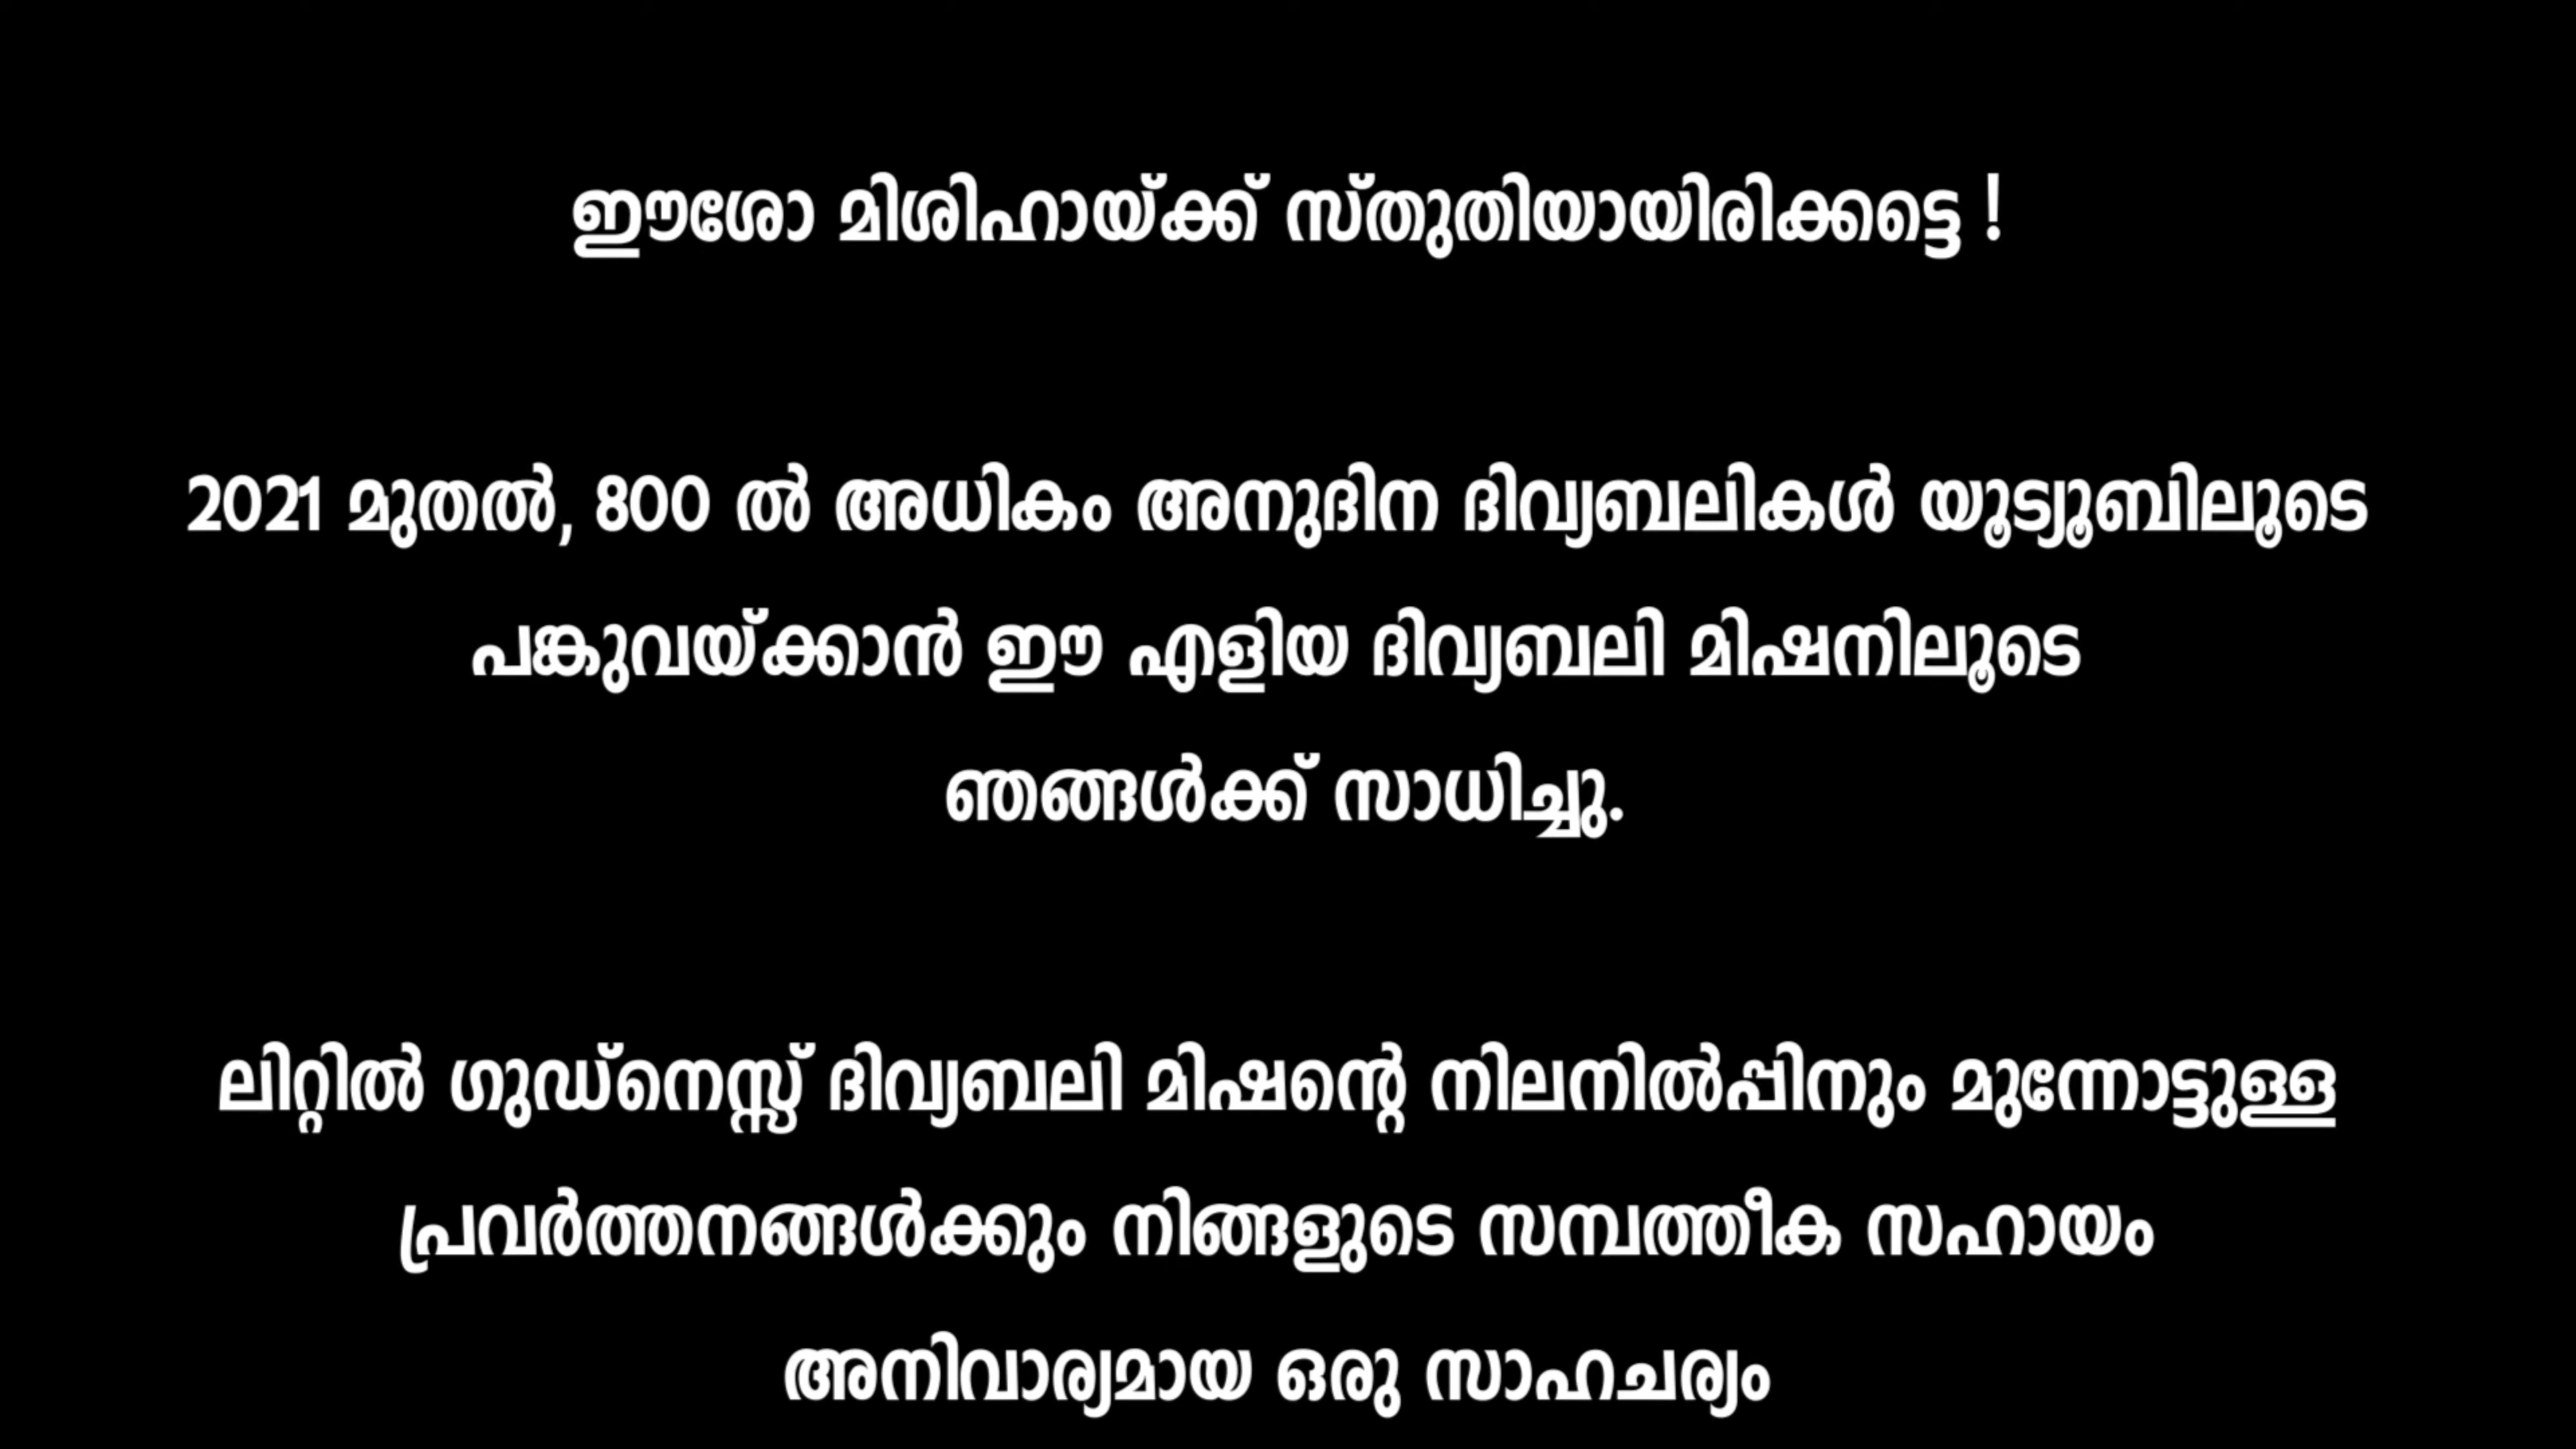 ഈശോ മിശിഹായ്ക്ക് സ്തുതിയായിരിക്കട്ടെ !
2021 മുതൽ, 800 ൽ അധികം അനുദിന ദിവ്യബലികൾ യൂട്യൂബിലൂടെ
പങ്കുവയ്ക്കാൻ ഈ എളിയ ദിവ്യബലി മിഷനിലൂടെ
ഞങ്ങൾക്ക് സാധിച്ചു.
ലിറ്റിൽ ഗുഡ്നെസ്സ് ദിവ്യബലി മിഷന്റെ നിലനിൽപ്പിനും മുന്നോട്ടുള്ള
പ്രവർത്തനങ്ങൾക്കും നിങ്ങളുടെ സമ്പത്തീക സഹായം
അനിവാര്യമായ ഒരു സാഹചര്യം